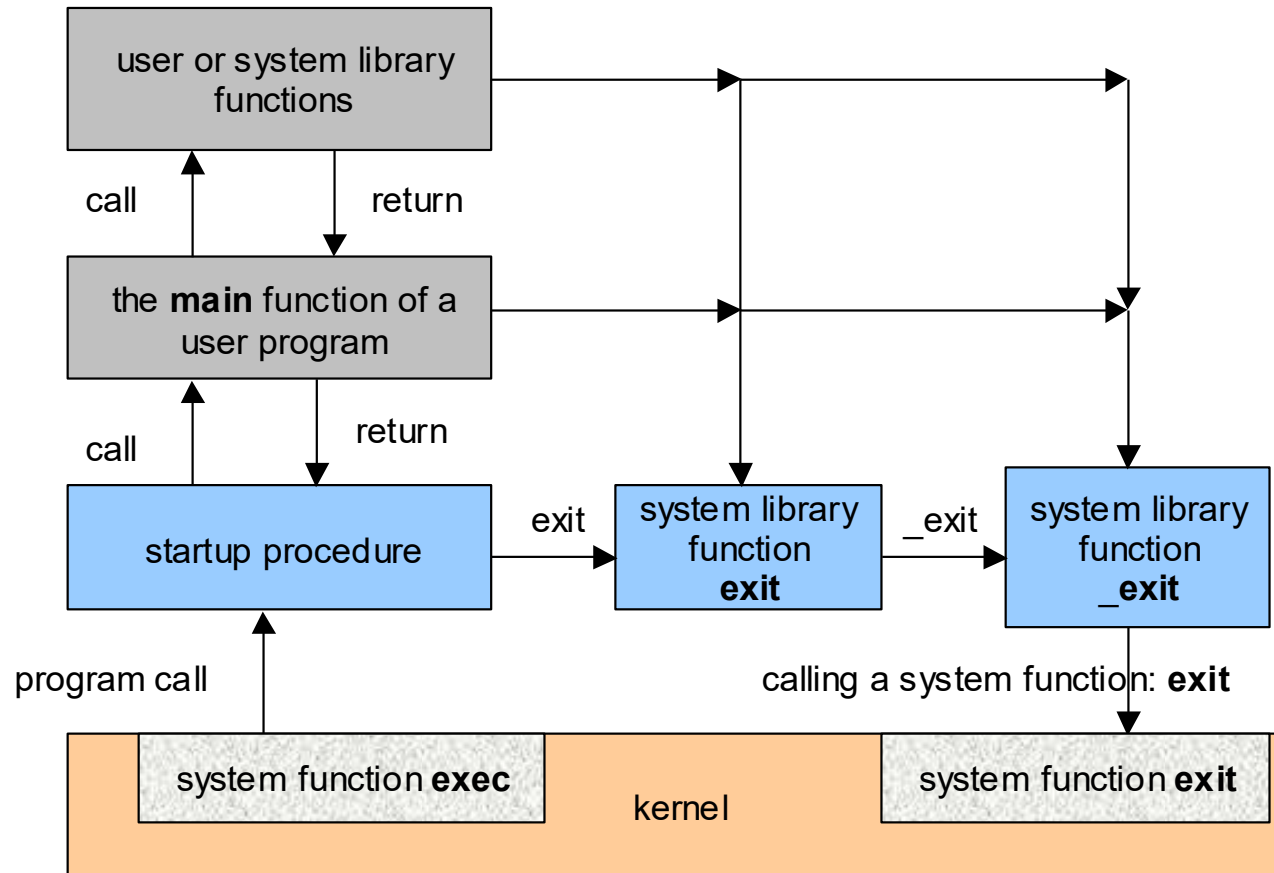 user or system library
functions
call
return
the main function of a
user program
call
return
startup procedure
exit
system library
function
exit
_exit
system library
function
_exit
program call
calling a system function: exit
system function exec
kernel
system function exit